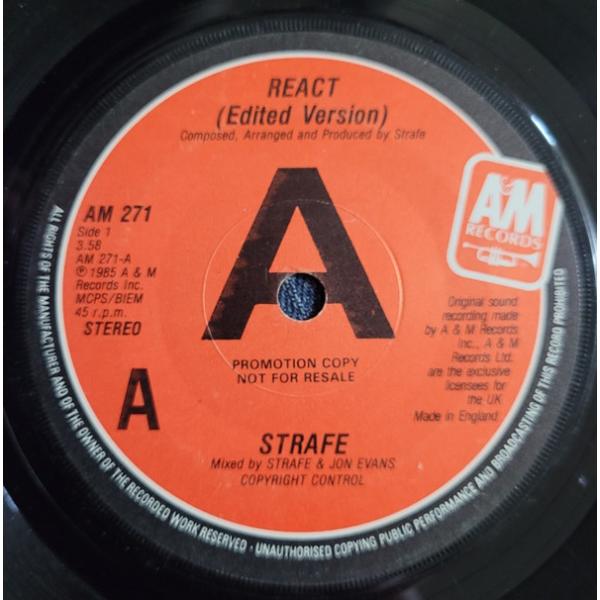 REACT
(Edited Version)
Composed, Arranged and Produced by Strafe
A
AM 271
Side 1
3.58
AM 271-A
℗ 1985 A & M
Records Inc.
MCPS/BIEM
45 r.p.m.
STEREO
A
A&M
RECORDS
Original sound
recording made
by A & M Records
Inc., A & M
Records Ltd.
are the exclusive
licensees for
the UK.
Made in England.
PROMOTION COPY
NOT FOR RESALE
STRAFE
Mixed by STRAFE & JON EVANS
COPYRIGHT CONTROL
ALL RIGHTS OF THE MANUFACTURER AND OF THE OWNER OF THE RECORDED WORK RESERVED · UNAUTHORISED COPYING PUBLIC PERFORMANCE AND BROADCASTING OF THIS RECORD PROHIBITED